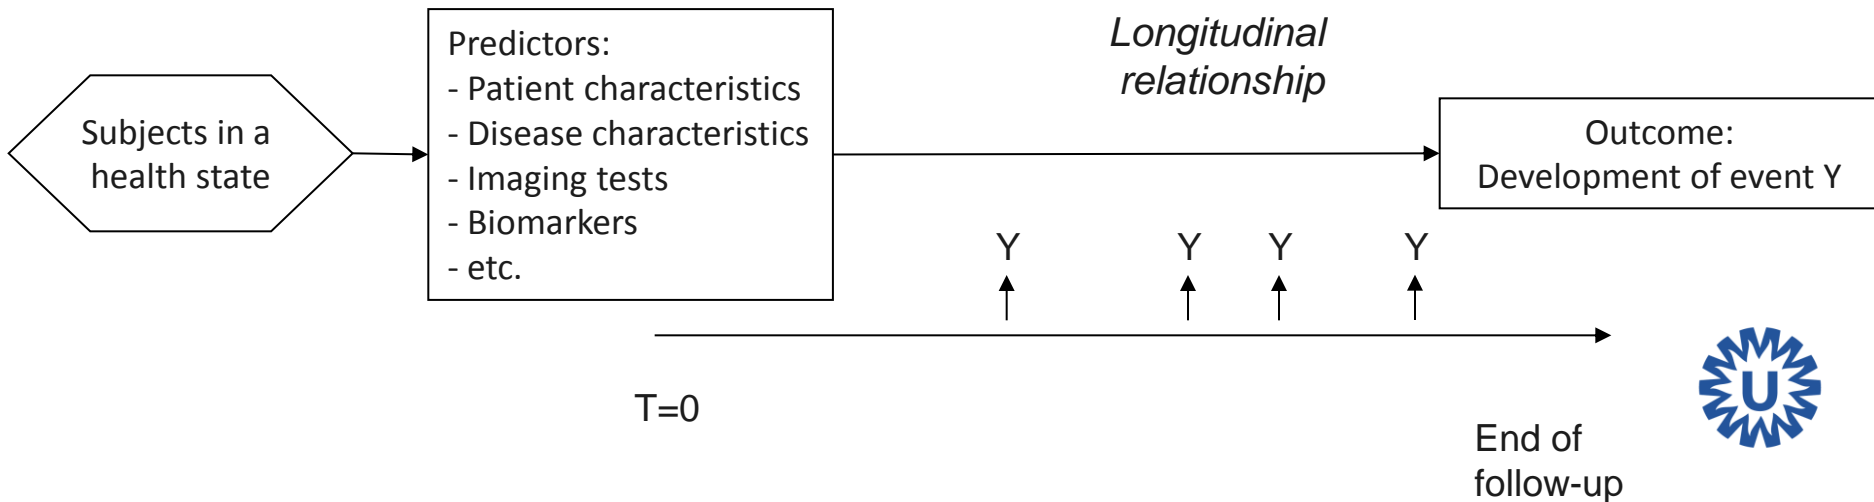 Subjects in a
health state
Predictors:
- Patient characteristics
- Disease characteristics
- Imaging tests
- Biomarkers
- etc.
Longitudinal
relationship
Outcome:
Development of event Y
Y Y Y Y
T=0
End of
follow-up
U